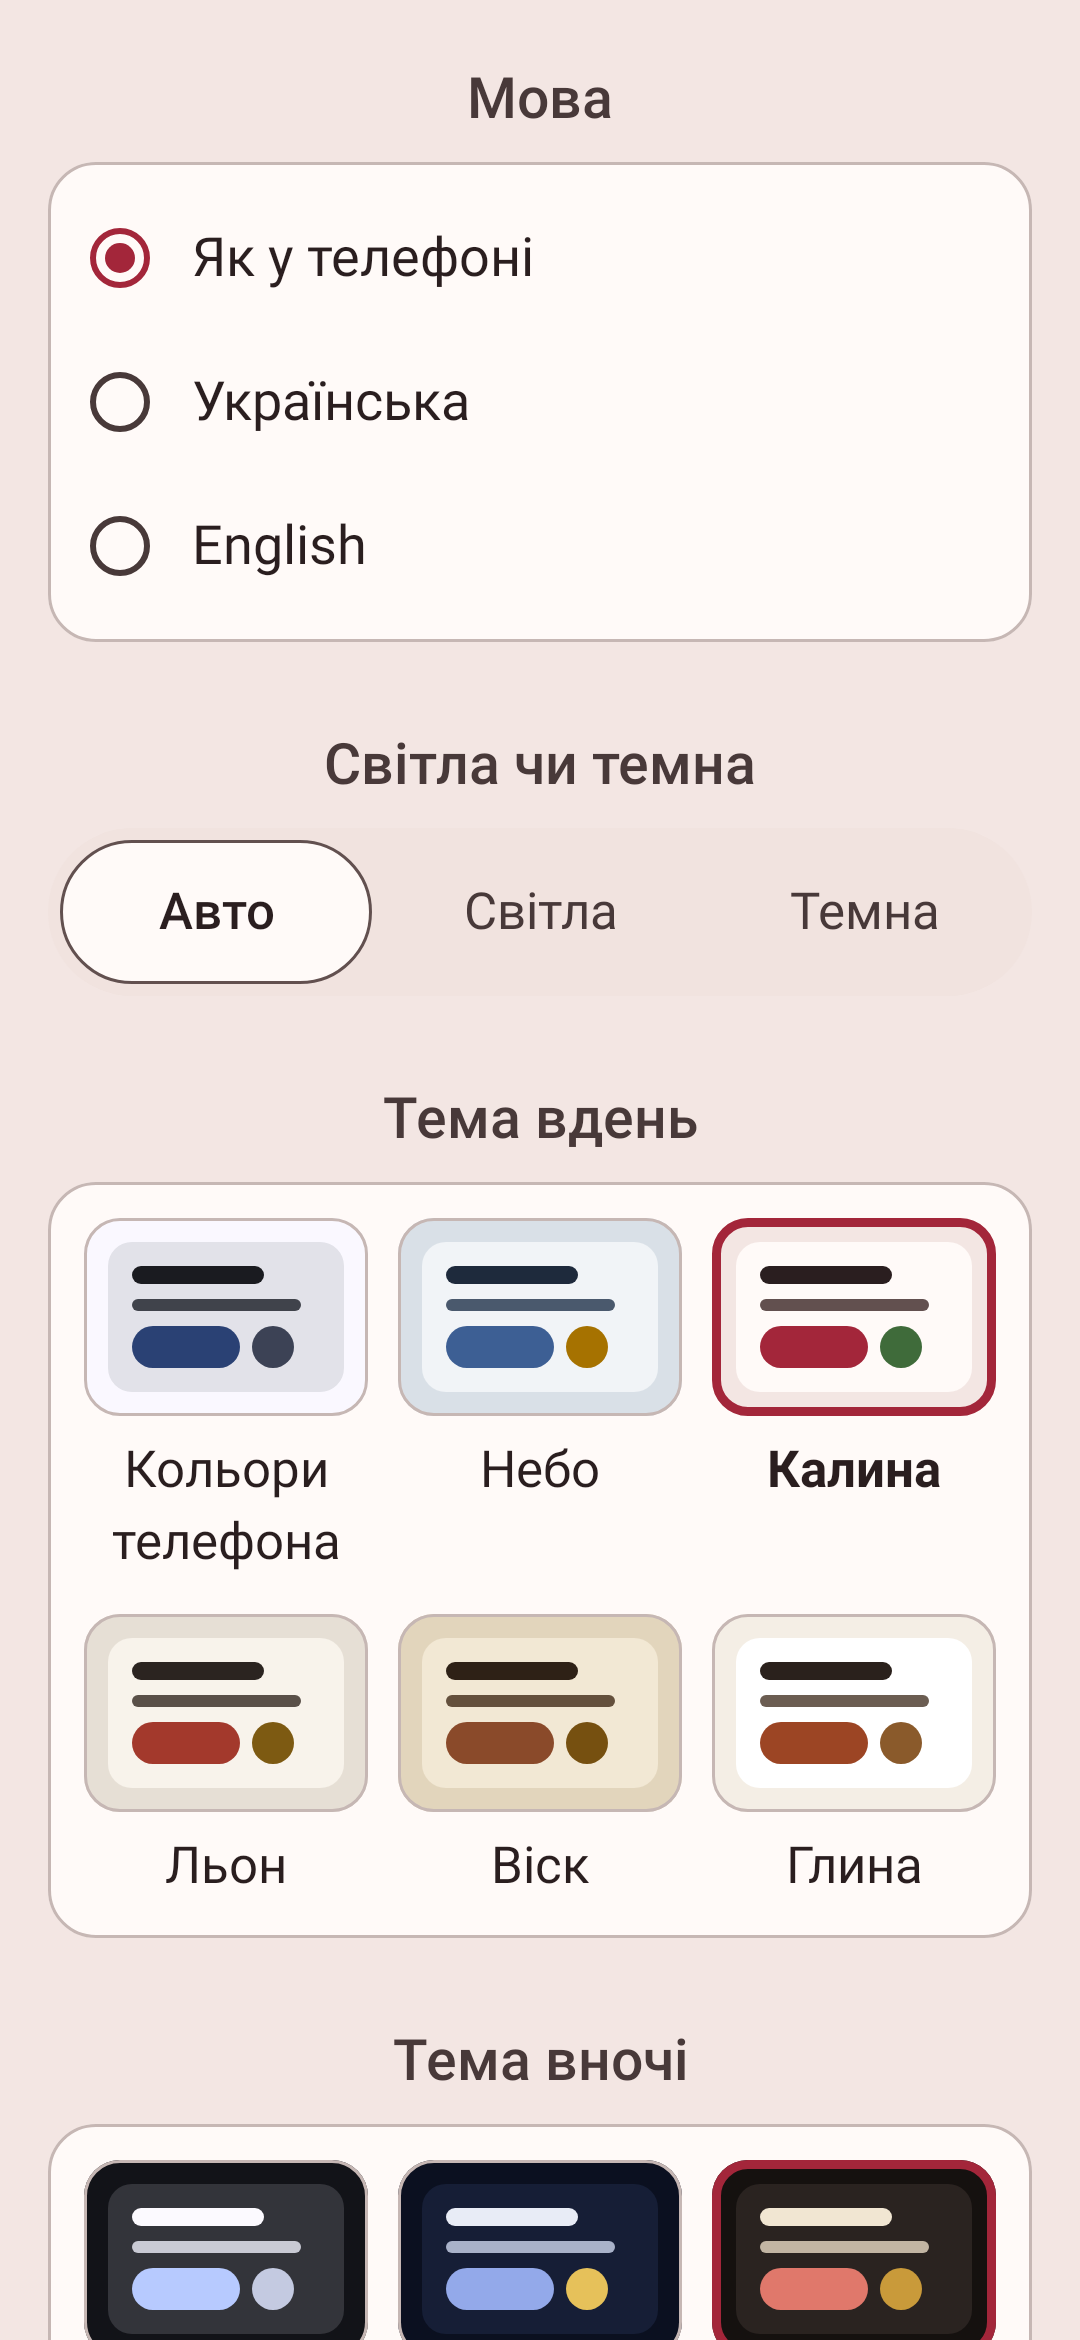 Мова
Як у телефоні
Українська
English
Світла чи темна
Авто Світла Темна
Тема вдень
Кольори телефона
Небо
Калина
Льон
Віск
Глина
Тема вночі